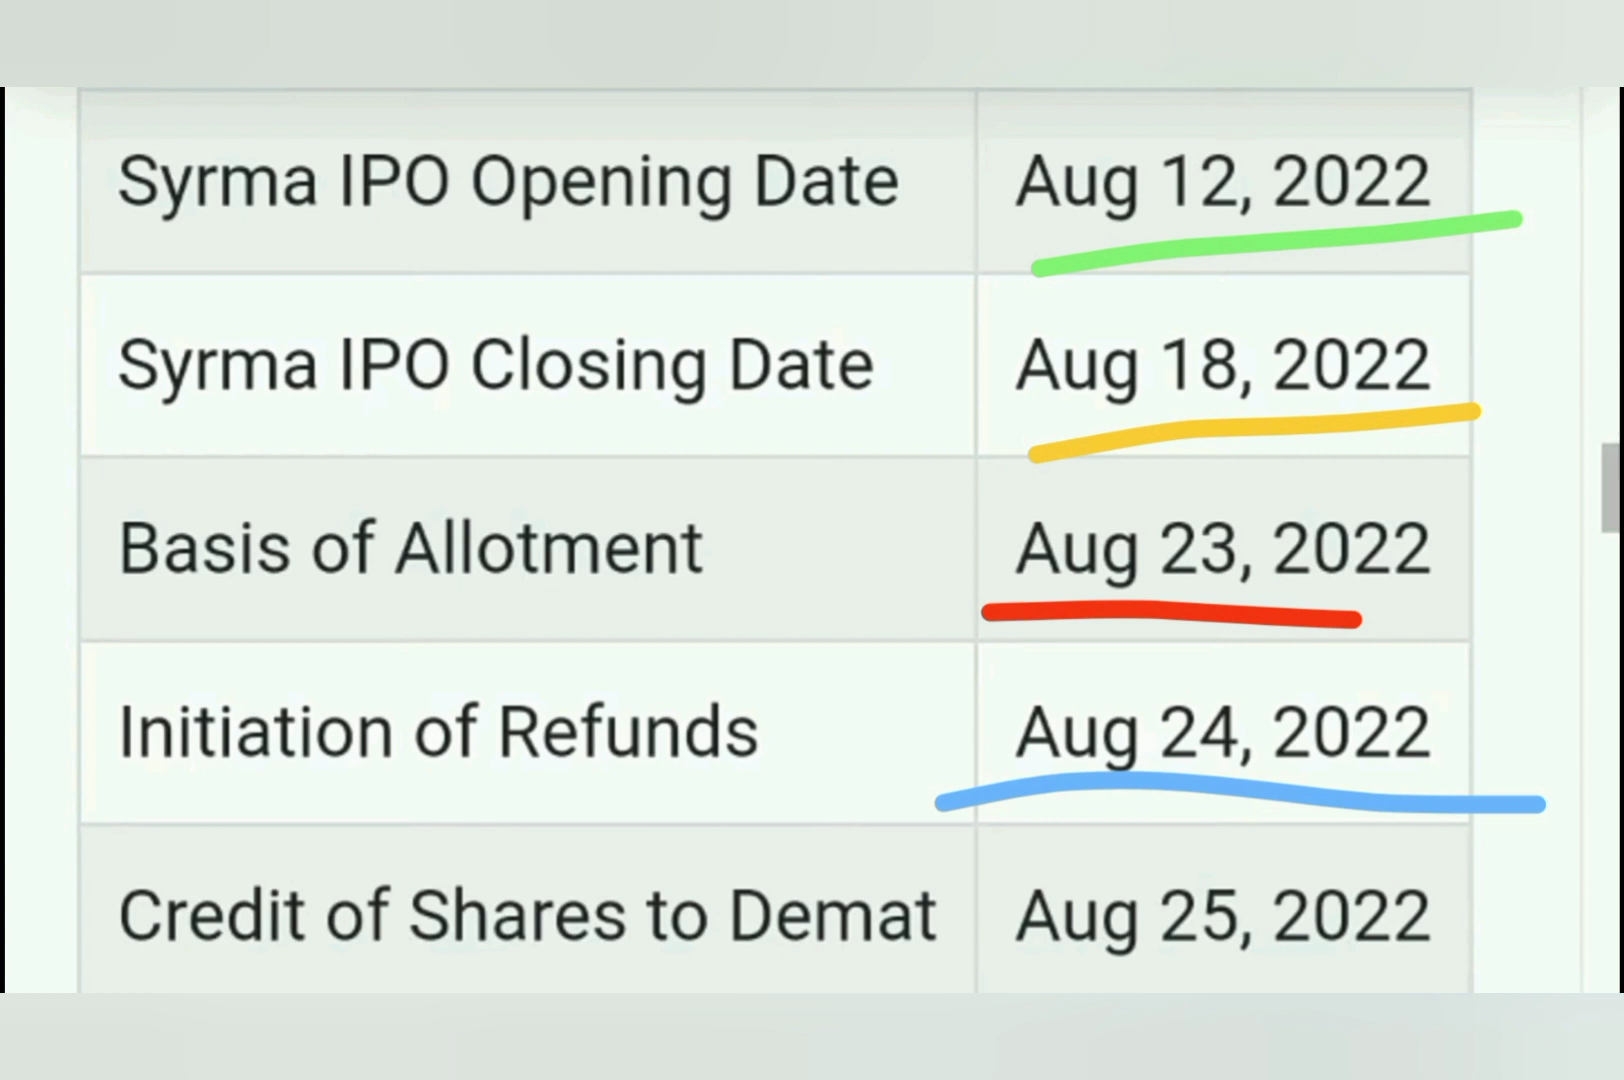 Syrma IPO Opening Date Aug 12, 2022
Syrma IPO Closing Date Aug 18, 2022
Basis of Allotment Aug 23, 2022
Initiation of Refunds Aug 24, 2022
Credit of Shares to Demat Aug 25, 2022